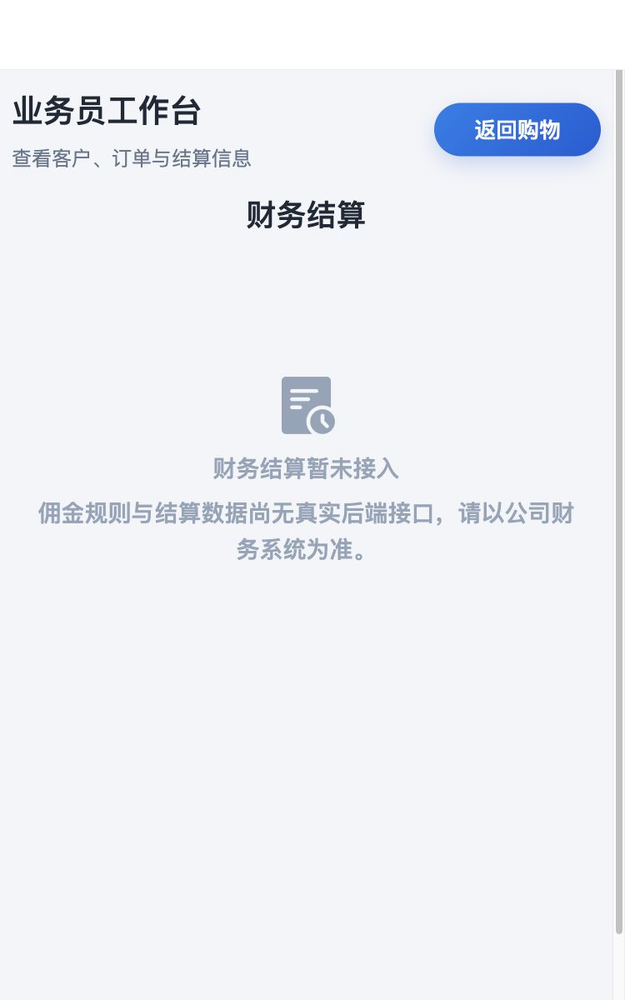 业务员工作台
返回购物
查看客户、订单与结算信息
财务结算
财务结算暂未接入
佣金规则与结算数据尚无真实后端接口，请以公司财
务系统为准。